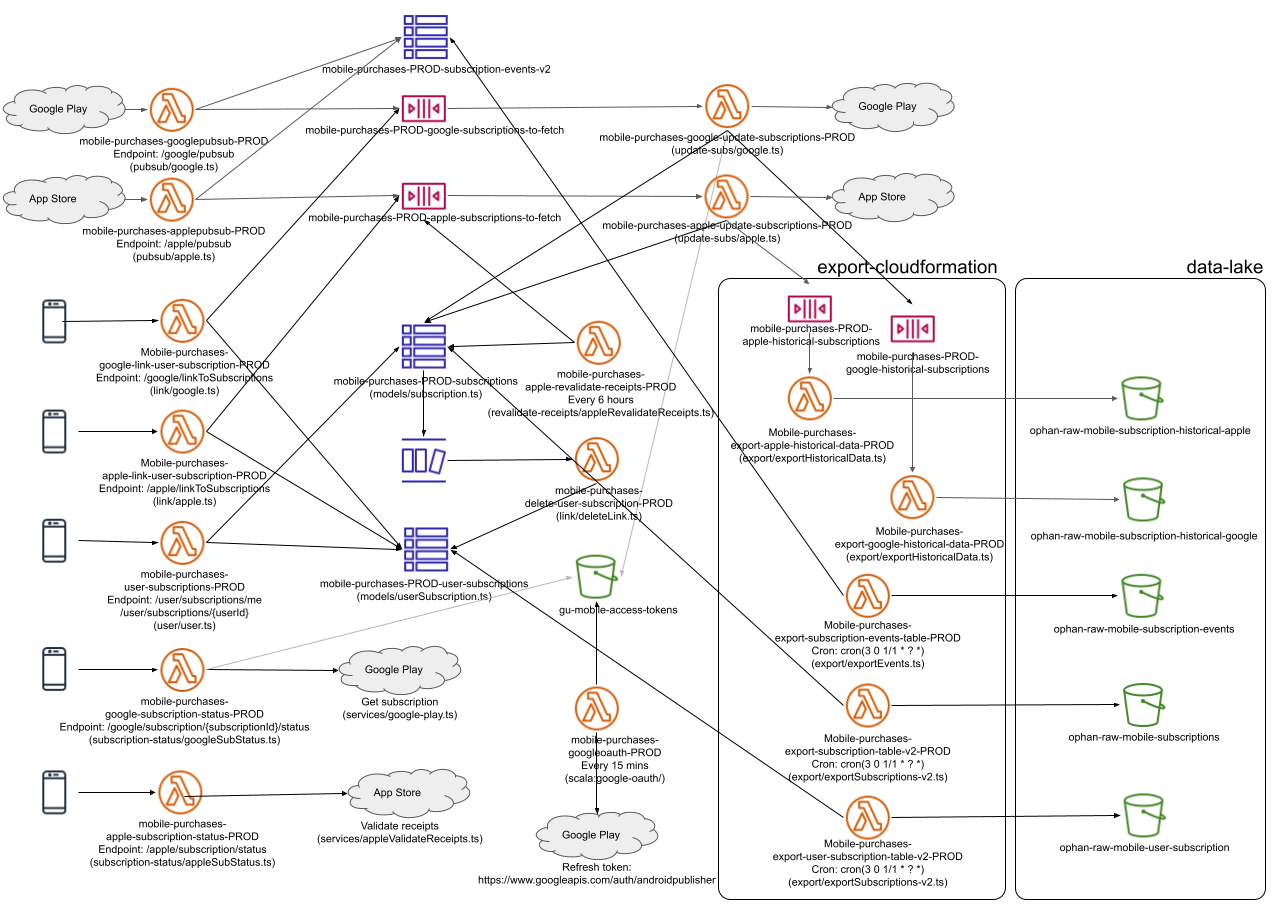 mobile-purchases-PROD-subscription-events-v2
Google Play
mobile-purchases-googlepubsub-PROD
Endpoint: /google/pubsub
(pubsub/google.ts)
mobile-purchases-PROD-google-subscriptions-to-fetch
mobile-purchases-google-update-subscriptions-PROD
(update-subs/google.ts)
Google Play
App Store
mobile-purchases-applepubsub-PROD
Endpoint: /apple/pubsub
(pubsub/apple.ts)
mobile-purchases-PROD-apple-subscriptions-to-fetch
mobile-purchases-apple-update-subscriptions-PROD
(update-subs/apple.ts)
App Store
export-cloudformation
data-lake
Mobile-purchases-
google-link-user-subscription-PROD
Endpoint: /google/linkToSubscriptions
(link/google.ts)
mobile-purchases-PROD-subscriptions
(models/subscription.ts)
mobile-purchases-
apple-revalidate-receipts-PROD
Every 6 hours
(revalidate-receipts/appleRevalidateReceipts.ts)
mobile-purchases-PROD-
apple-historical-subscriptions
mobile-purchases-PROD-
google-historical-subscriptions
Mobile-purchases-
export-apple-historical-data-PROD
(export/exportHistoricalData.ts)
ophan-raw-mobile-subscription-historical-apple
Mobile-purchases-
apple-link-user-subscription-PROD
Endpoint: /apple/linkToSubscriptions
(link/apple.ts)
mobile-purchases-
delete-user-subscription-PROD
(link/deleteLink.ts)
Mobile-purchases-
export-google-historical-data-PROD
(export/exportHistoricalData.ts)
ophan-raw-mobile-subscription-historical-google
mobile-purchases-
user-subscriptions-PROD
Endpoint: /user/subscriptions/me
/user/subscriptions/{userId}
(user/user.ts)
mobile-purchases-PROD-user-subscriptions
(models/userSubscription.ts)
gu-mobile-access-tokens
Mobile-purchases-
export-subscription-events-table-PROD
Cron: cron(3 0 1/1 * ? *)
(export/exportEvents.ts)
ophan-raw-mobile-subscription-events
mobile-purchases-
google-subscription-status-PROD
Endpoint: /google/subscription/{subscriptionId}/status
(subscription-status/googleSubStatus.ts)
Google Play
Get subscription
(services/google-play.ts)
mobile-purchases-
googleoauth-PROD
Every 15 mins
(scala:google-oauth/)
Mobile-purchases-
export-subscription-table-v2-PROD
Cron: cron(3 0 1/1 * ? *)
(export/exportSubscriptions-v2.ts)
ophan-raw-mobile-subscriptions
mobile-purchases-
apple-subscription-status-PROD
Endpoint: /apple/subscription/status
(subscription-status/appleSubStatus.ts)
App Store
Validate receipts
(services/appleValidateReceipts.ts)
Google Play
Refresh token:
https://www.googleapis.com/auth/androidpublisher
Mobile-purchases-
export-user-subscription-table-v2-PROD
Cron: cron(3 0 1/1 * ? *)
(export/exportSubscriptions-v2.ts)
ophan-raw-mobile-user-subscription